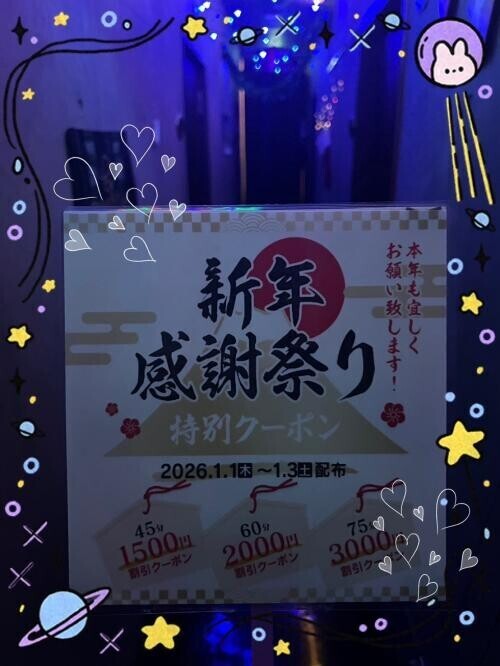 本年も宜しく
お願い致します！
新年
感謝祭り
特別クーポン
2026.1.1木～1.3土配布
45分
1500円
割引クーポン
60分
2000円
割引クーポン
75分
3000円
割引クーポン